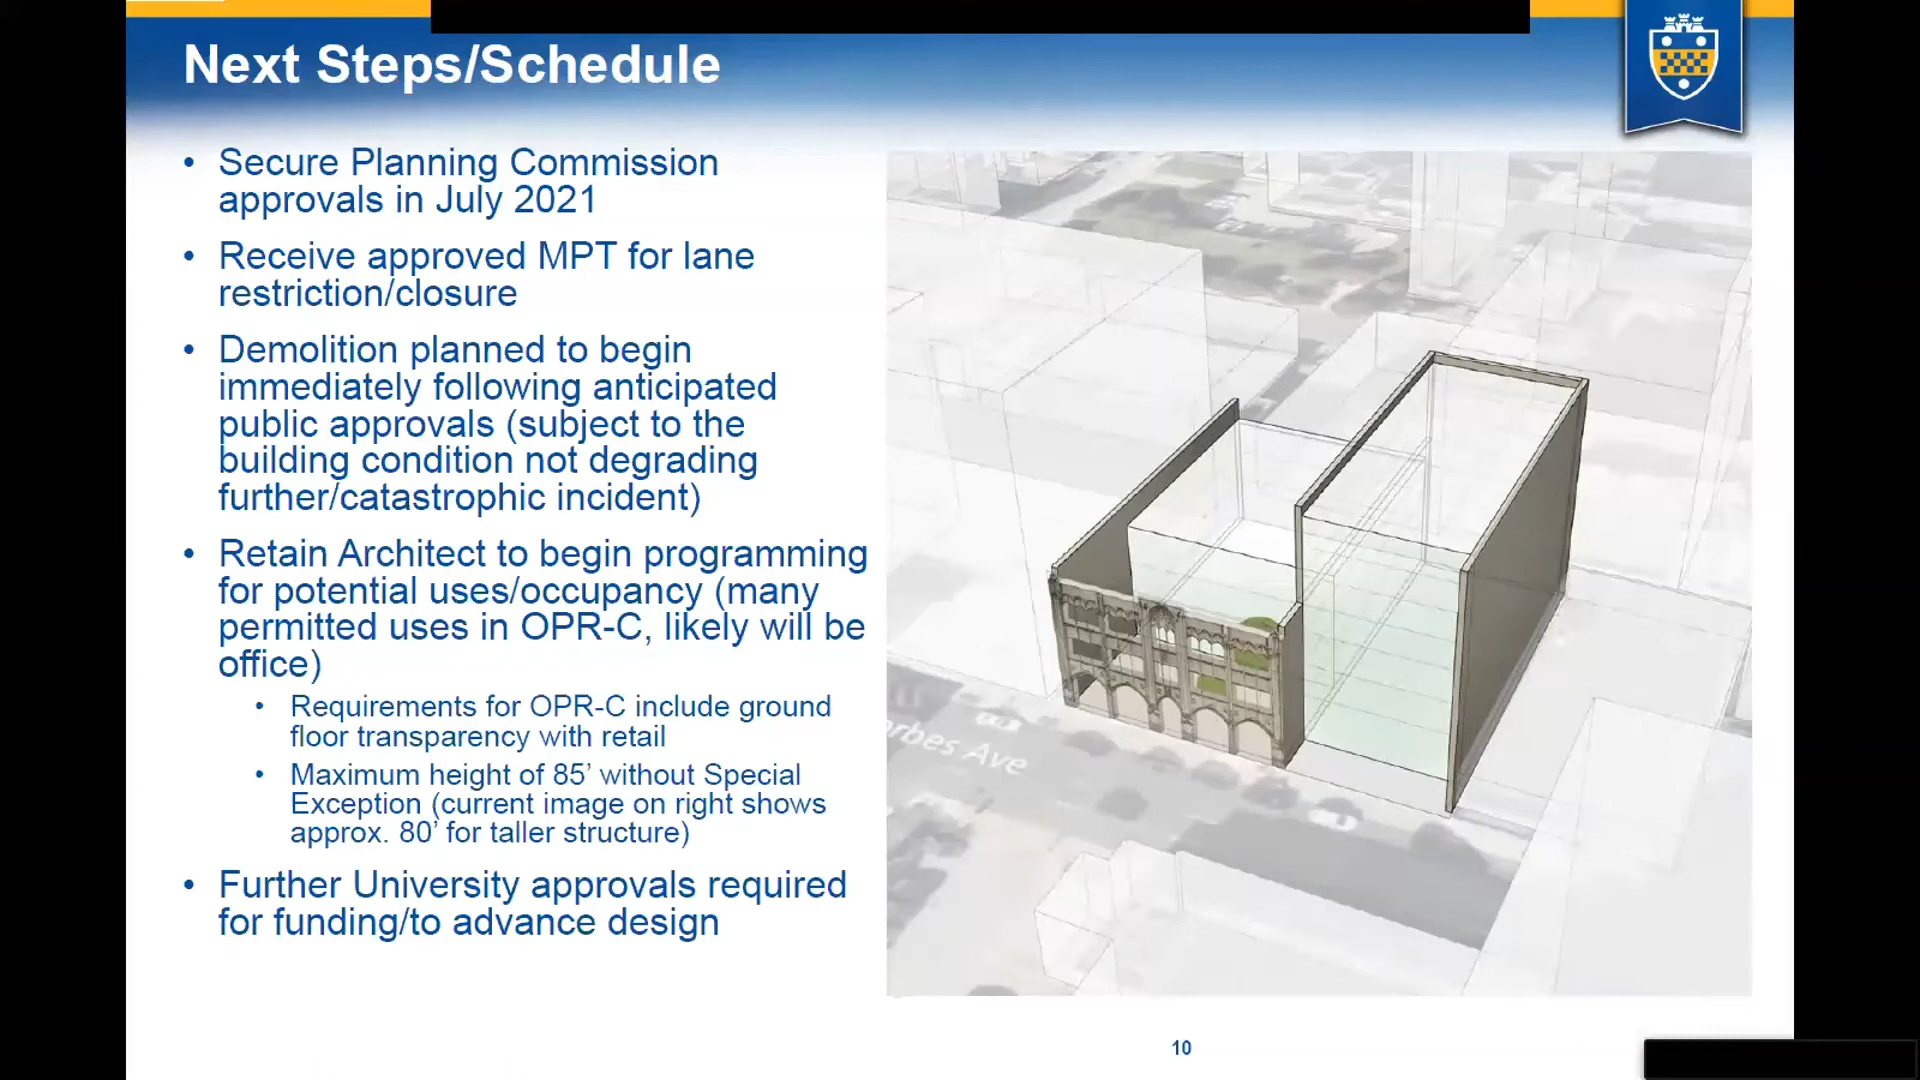 Next Steps/Schedule
• Secure Planning Commission
approvals in July 2021
• Receive approved MPT for lane
restriction/closure
• Demolition planned to begin
immediately following anticipated
public approvals (subject to the
building condition not degrading
further/catastrophic incident)
• Retain Architect to begin programming
for potential uses/occupancy (many
permitted uses in OPR-C, likely will be
office)
• Requirements for OPR-C include ground
floor transparency with retail
• Maximum height of 85’ without Special
Exception (current image on right shows
approx. 80’ for taller structure)
• Further University approvals required
for funding/to advance design
orbes Ave
10